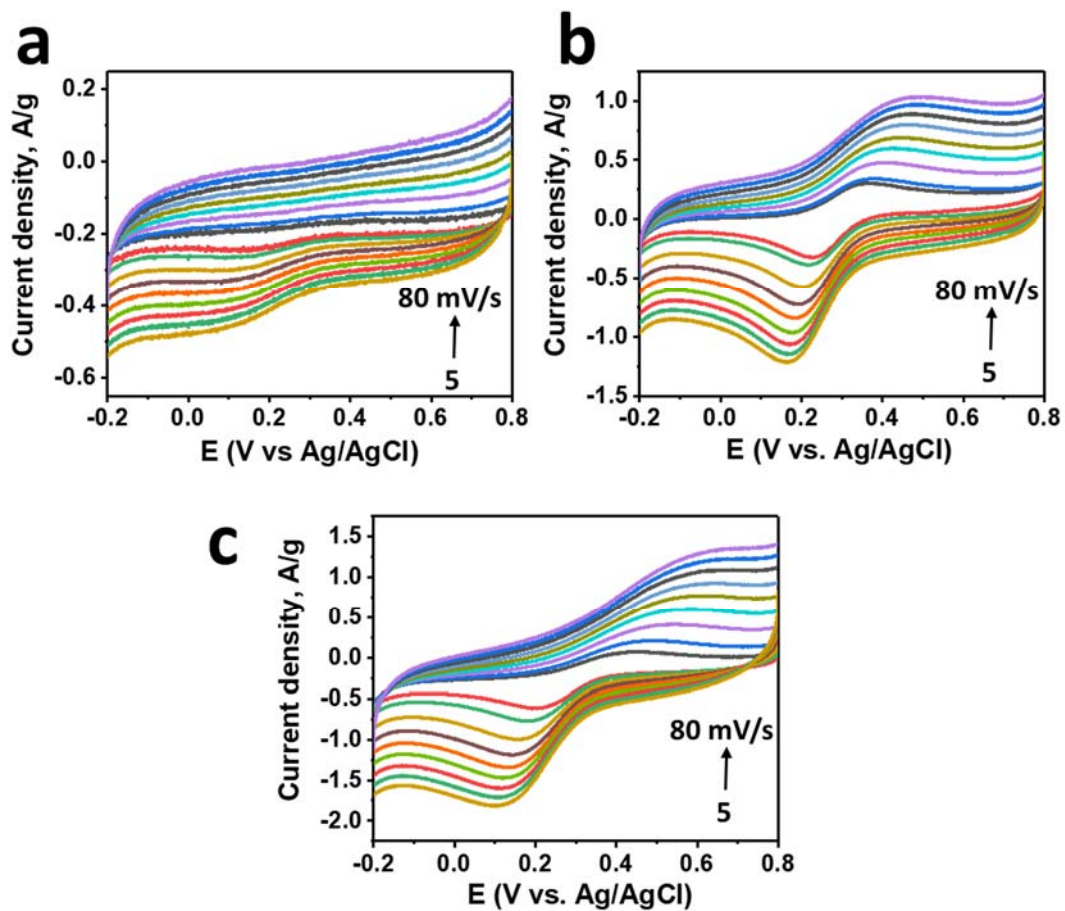 a
0.2
0.0
-0.2
-0.4
-0.6
Current density, A/g
80 mV/s
5
-0.2 0.0 0.2 0.4 0.6 0.8
E (V vs Ag/AgCl)
b
1.0
0.5
0.0
-0.5
-1.0
-1.5
Current density, A/g
80 mV/s
5
-0.2 0.0 0.2 0.4 0.6 0.8
E (V vs. Ag/AgCl)
c
1.5
1.0
0.5
0.0
-0.5
-1.0
-1.5
-2.0
Current density, A/g
80 mV/s
5
-0.2 0.0 0.2 0.4 0.6 0.8
E (V vs. Ag/AgCl)